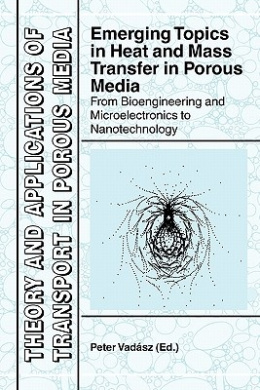 THEORY AND APPLICATIONS OF
TRANSPORT IN POROUS MEDIA
Emerging Topics
in Heat and Mass
Transfer in Porous
Media
From Bioengineering and
Microelectronics to
Nanotechnology
Peter Vadász (Ed.)